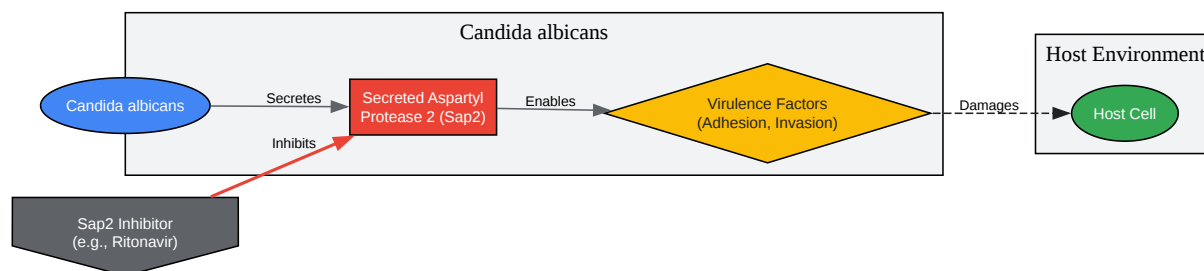 Candida albicans
Host Environment
Candida albicans
Secretes
Secreted Aspartyl
Protease 2 (Sap2)
Enables
Virulence Factors
(Adhesion, Invasion)
Damages
Host Cell
Inhibits
Sap2 Inhibitor
(e.g., Ritonavir)